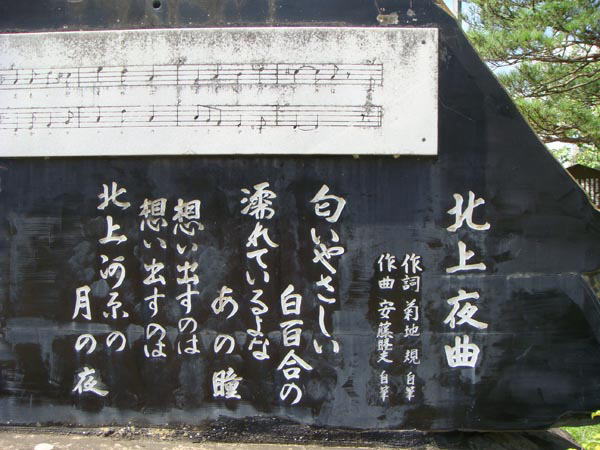 北上夜曲
作詞 菊地 規 自筆
作曲 安藤睦夫 自筆
匂いやさしい
白百合の
濡れているよな
あの瞳
想い出すのは
想い出すのは
北上河原の
月の夜